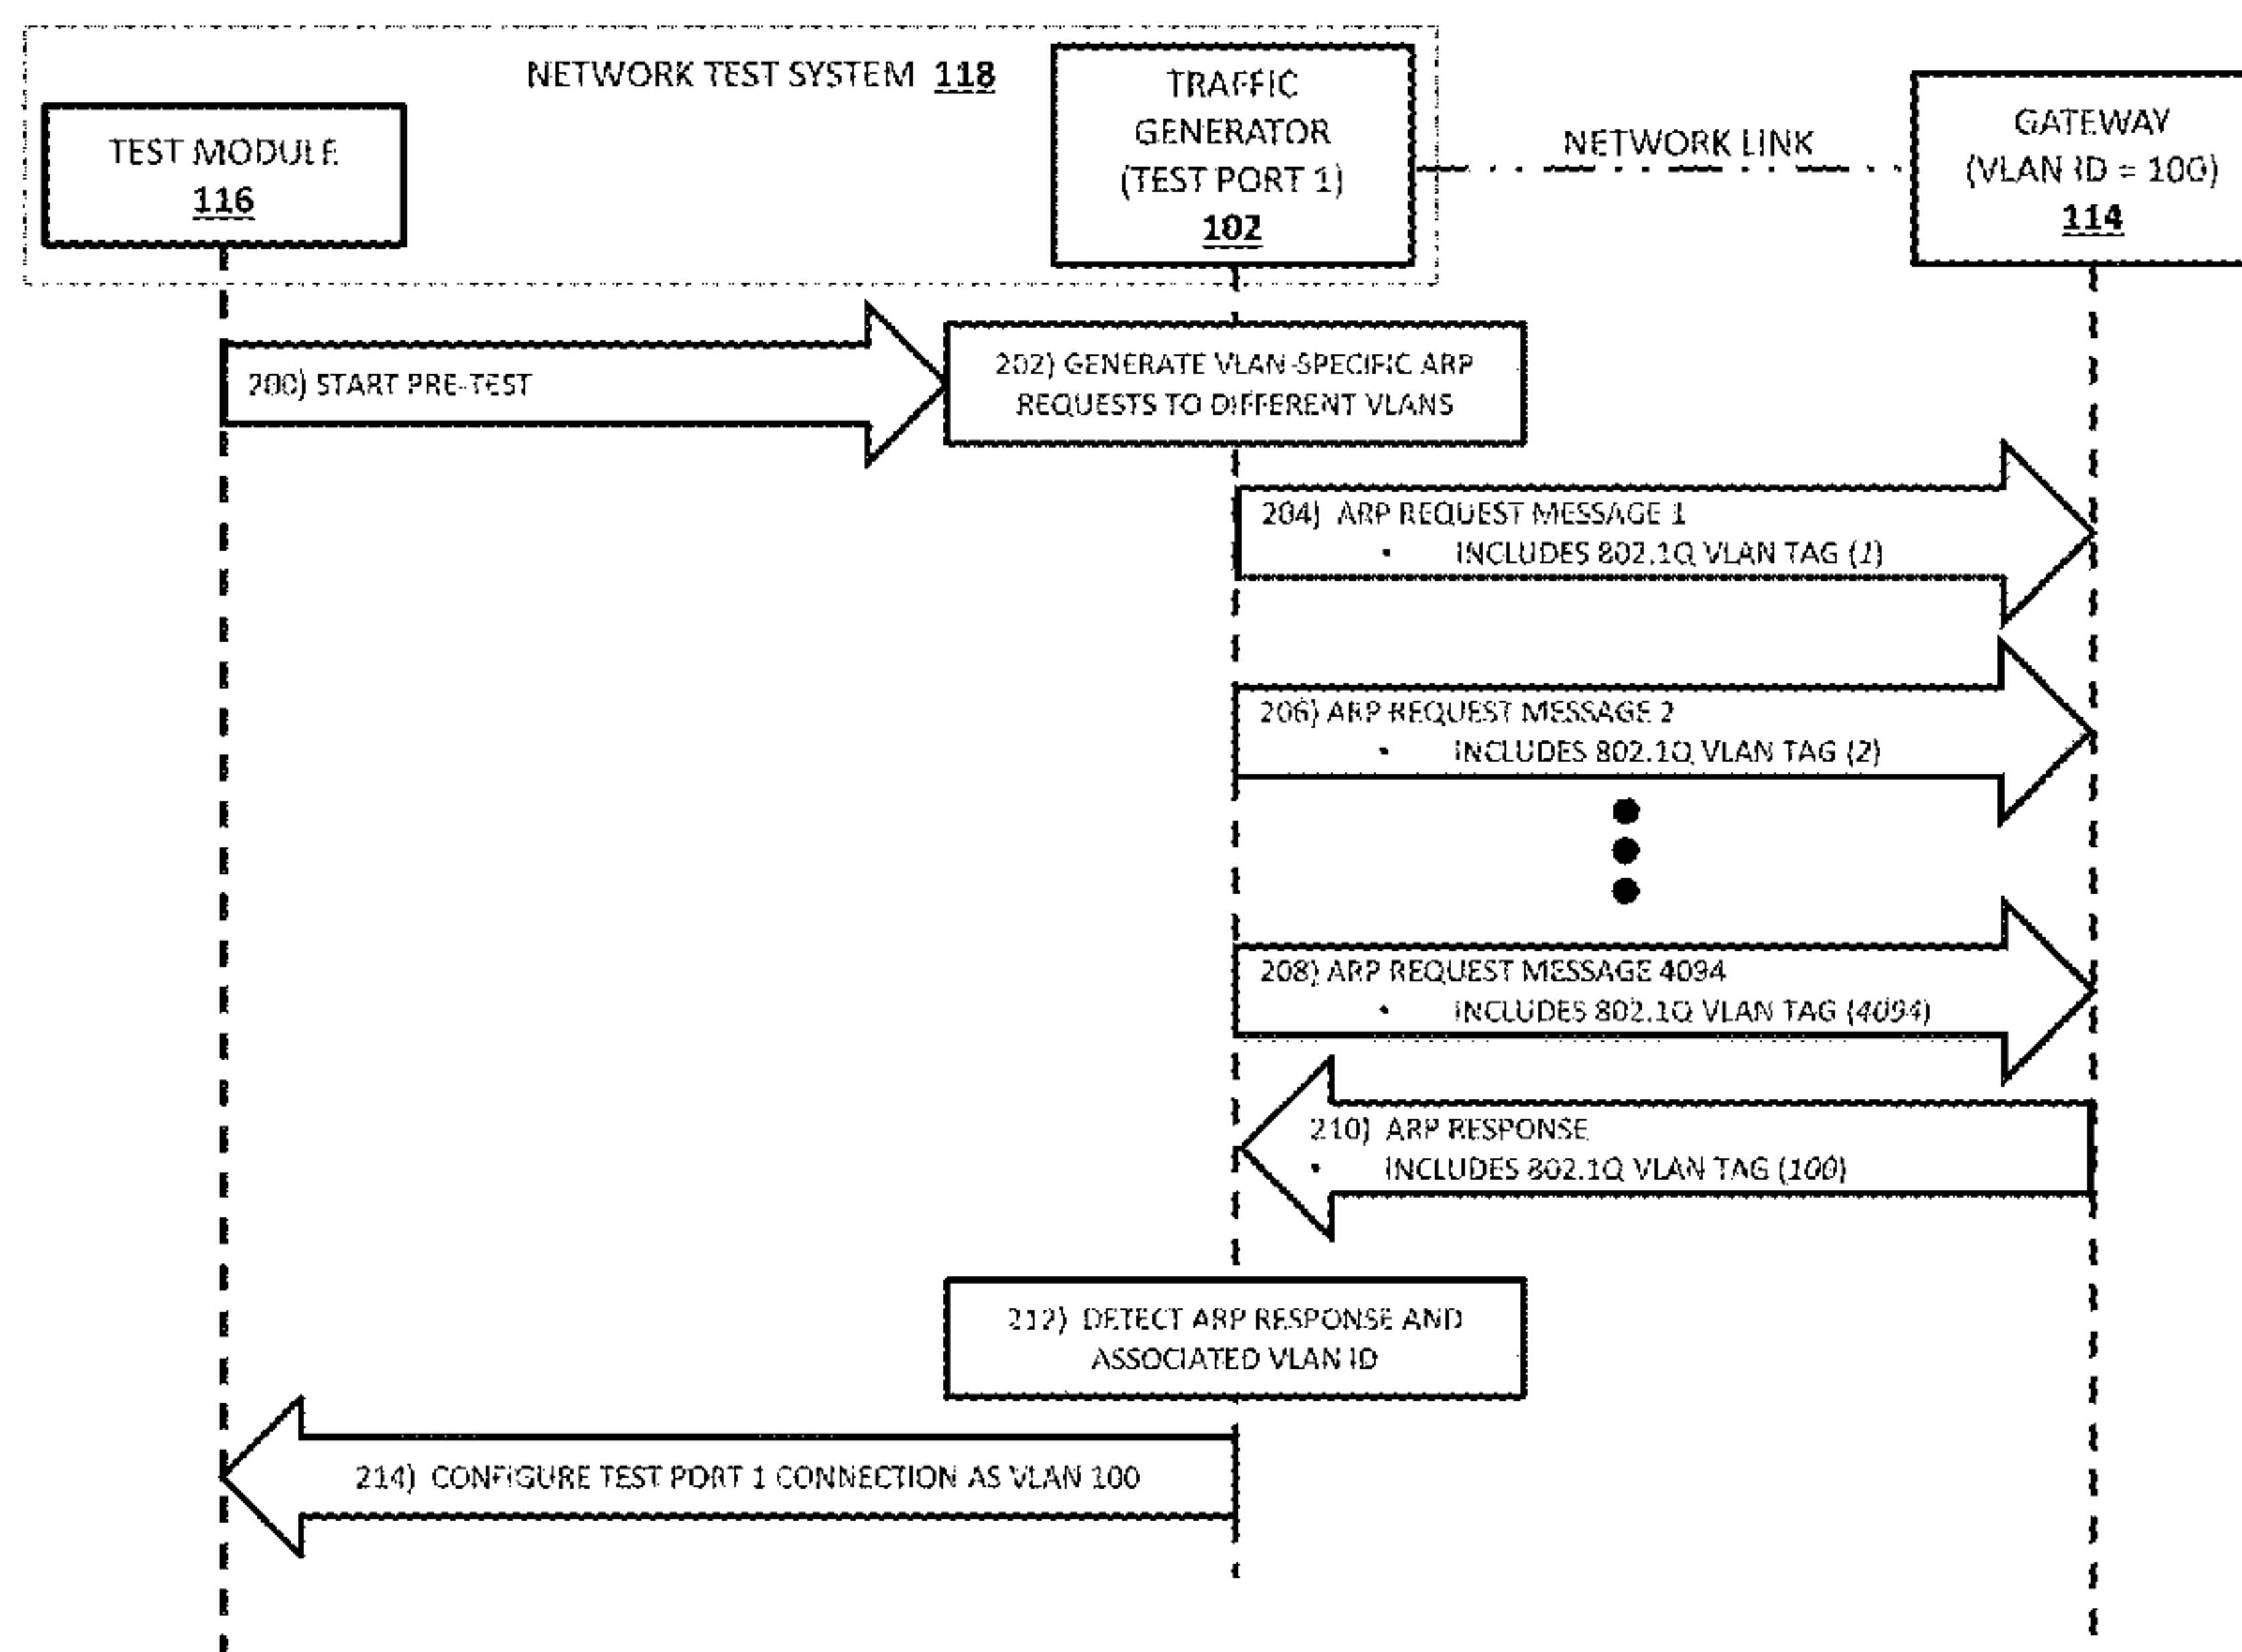 NETWORK TEST SYSTEM 118
TEST MODULE
116
TRAFFIC
GENERATOR
(TEST PORT 1)
102
NETWORK LINK
GATEWAY
(VLAN ID = 100)
114
200) START PRE-TEST
202) GENERATE VLAN-SPECIFIC ARP
REQUESTS TO DIFFERENT VLANS
204) ARP REQUEST MESSAGE 1
• INCLUDES 802.1Q VLAN TAG (1)
206) ARP REQUEST MESSAGE 2
• INCLUDES 802.1Q VLAN TAG (2)
208) ARP REQUEST MESSAGE 4094
• INCLUDES 802.1Q VLAN TAG (4094)
210) ARP RESPONSE
• INCLUDES 802.1Q VLAN TAG (100)
212) DETECT ARP RESPONSE AND
ASSOCIATED VLAN ID
214) CONFIGURE TEST PORT 1 CONNECTION AS VLAN 100